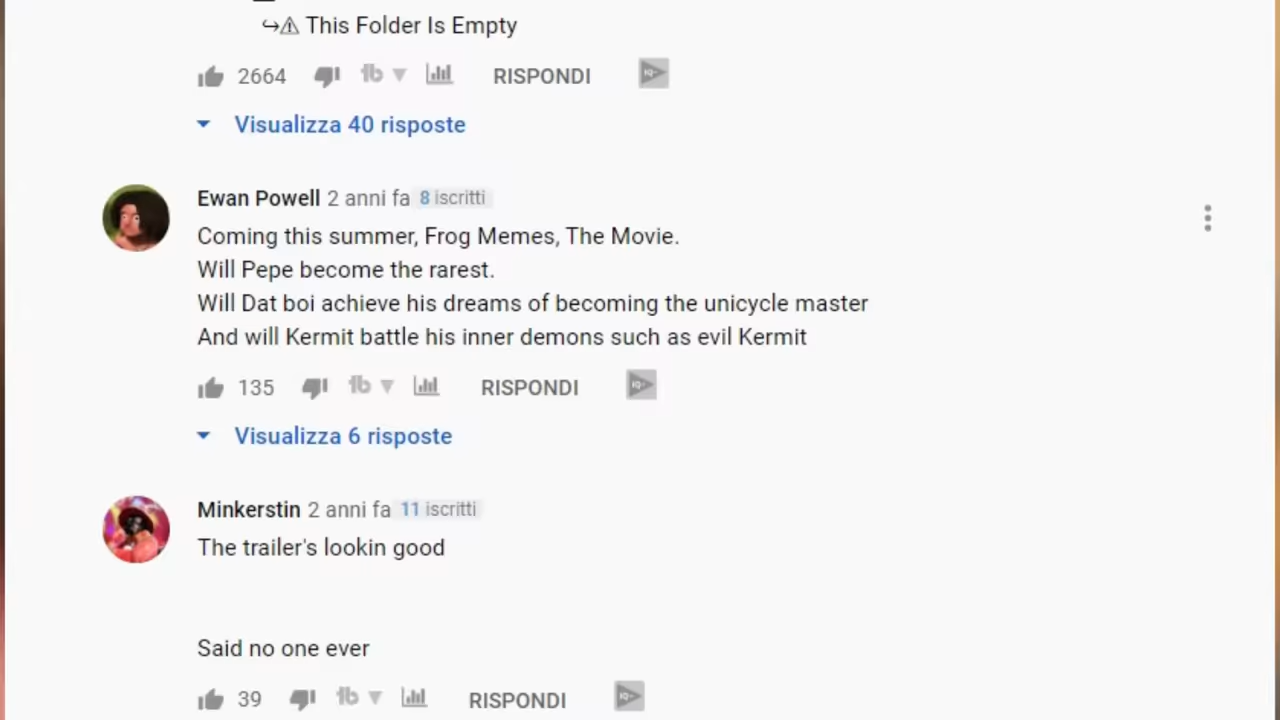 ↪⚠ This Folder Is Empty
2664 RISPONDI
Visualizza 40 risposte
Ewan Powell 2 anni fa 8 iscritti
Coming this summer, Frog Memes, The Movie.
Will Pepe become the rarest.
Will Dat boi achieve his dreams of becoming the unicycle master
And will Kermit battle his inner demons such as evil Kermit
135 RISPONDI
Visualizza 6 risposte
Minkerstin 2 anni fa 11 iscritti
The trailer's lookin good
Said no one ever
39 RISPONDI